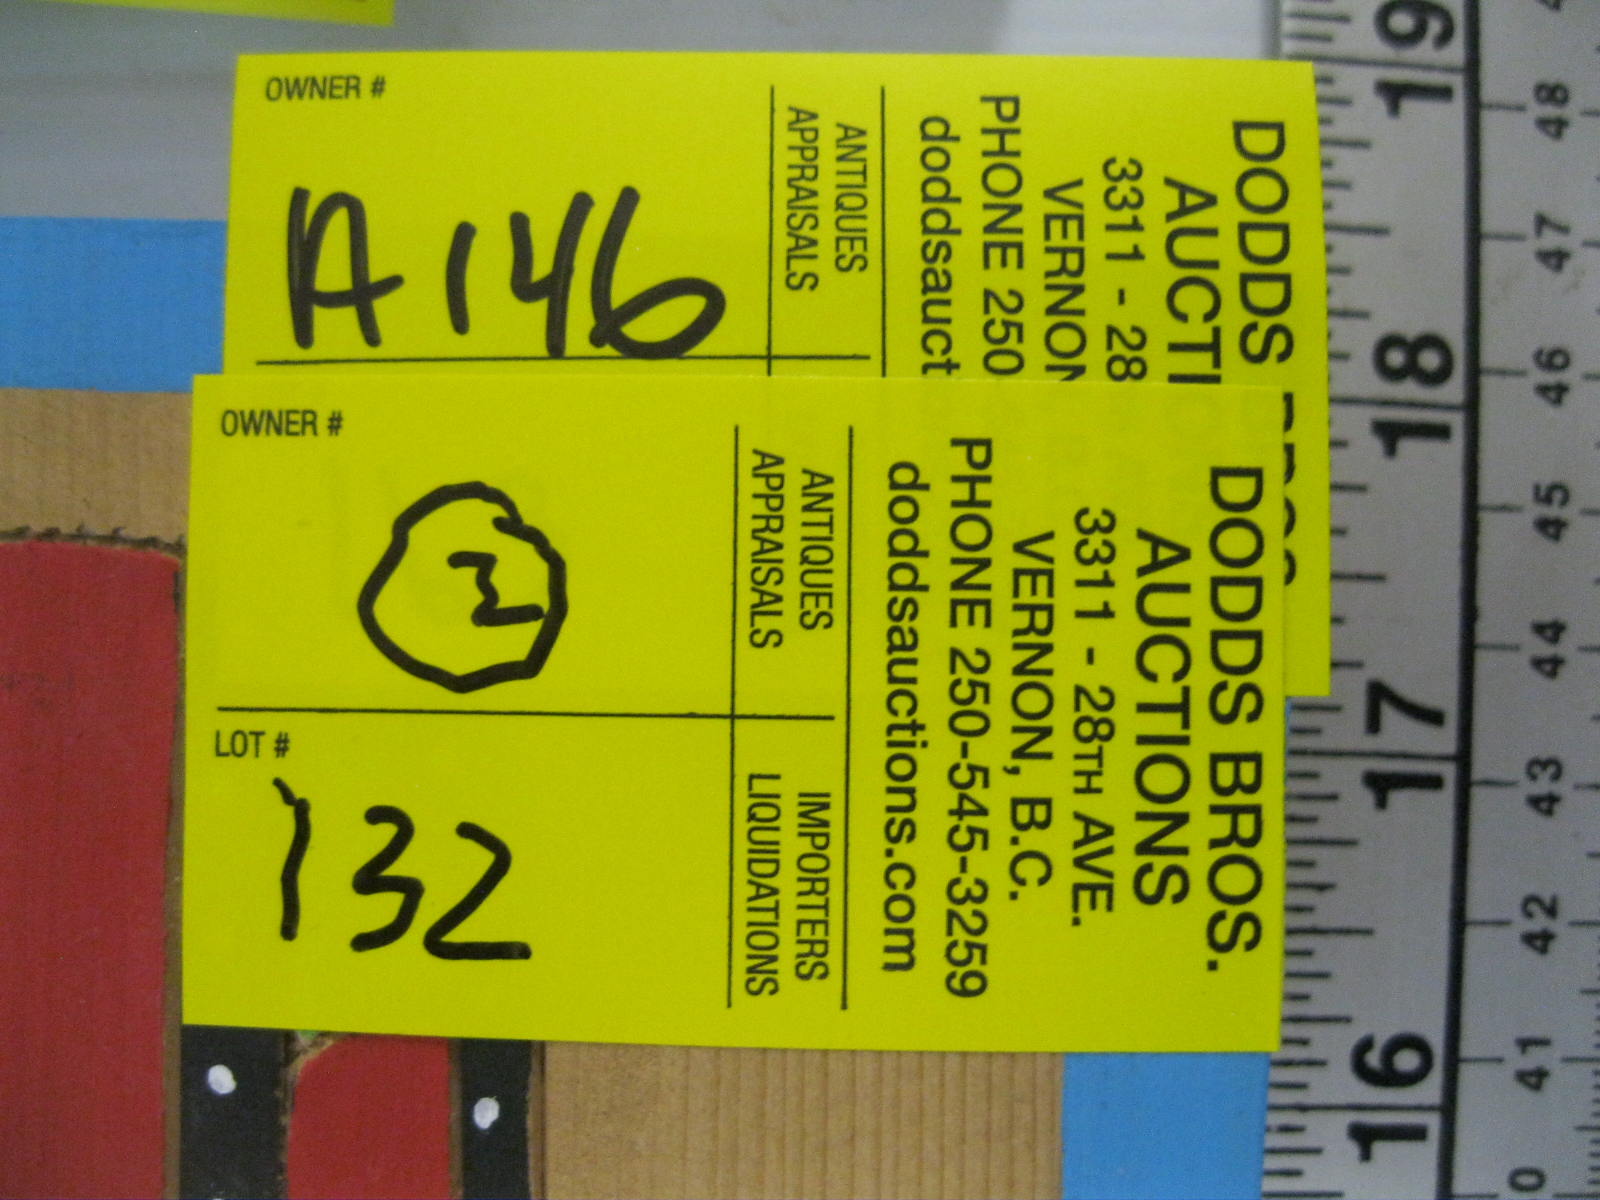 OWNER #
A146
ANTIQUES
APPRAISALS
DODDS
AUCTI
3311 - 28
VERNON
PHONE 250
doddsauct
OWNER #
N
LOT #
132
DODDS BROS.
AUCTIONS
3311 - 28TH AVE.
VERNON, B.C.
PHONE 250-545-3259
doddsauctions.com
ANTIQUES IMPORTERS
APPRAISALS LIQUIDATIONS
19
18
17
16
48
47
46
45
44
43
42
41